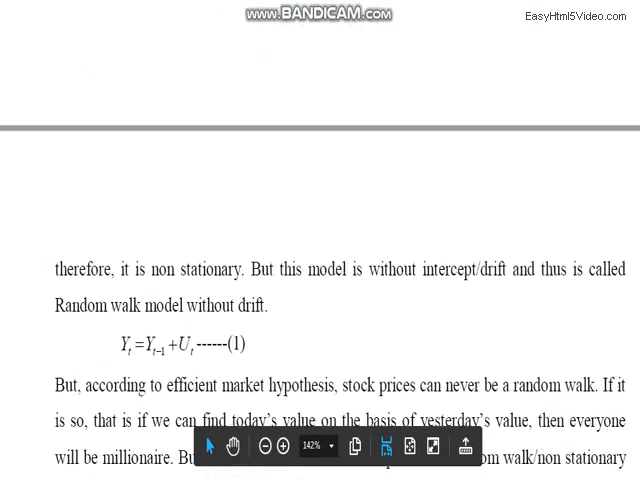 www.BANDICAM.com
EasyHtml5Video.com
therefore, it is non stationary. But this model is without intercept/drift and thus is called
Random walk model without drift.
Yₜ =Yₜ₋₁ +Uₜ ------(1)
But, according to efficient market hypothesis, stock prices can never be a random walk. If it
is so, that is if we can find today's value on the basis of yesterday's value, then everyone
will be millionaire. walk/non stationary
142%